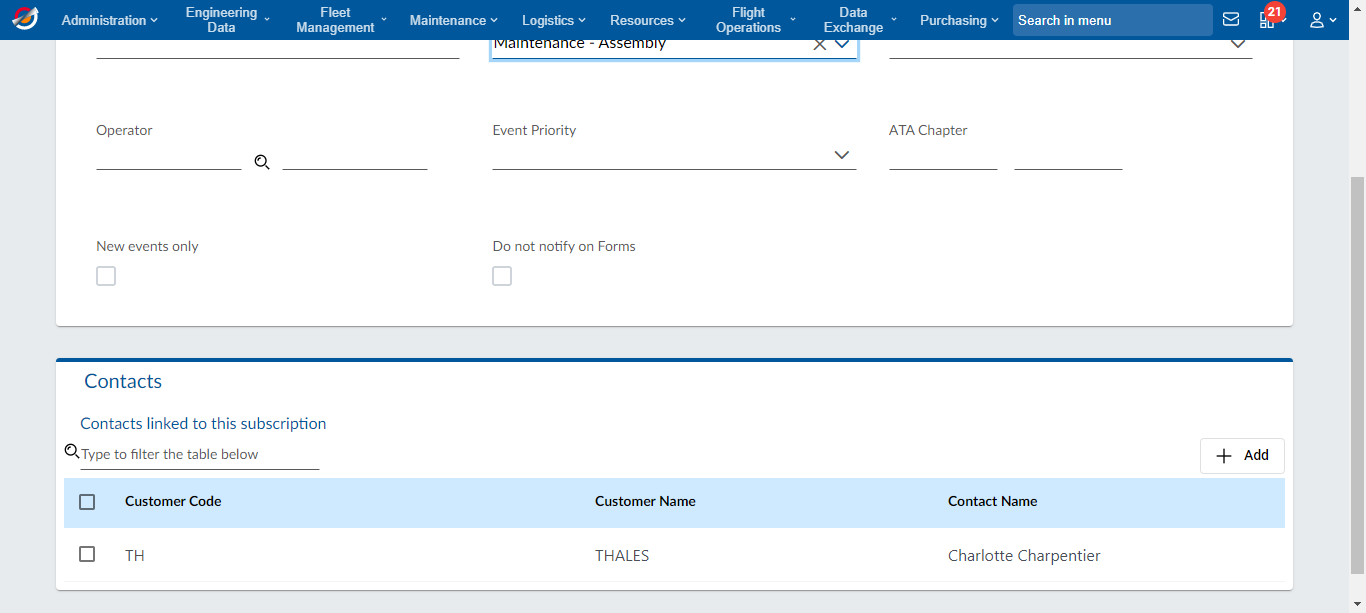 Administration
Engineering Data
Fleet Management
Maintenance
Logistics
Resources
Flight Operations
Data Exchange
Purchasing
Search in menu
21
Maintenance - Assembly
Operator
Event Priority
ATA Chapter
New events only
Do not notify on Forms
Contacts
Contacts linked to this subscription
Type to filter the table below
Add
Customer Code Customer Name Contact Name
TH THALES Charlotte Charpentier